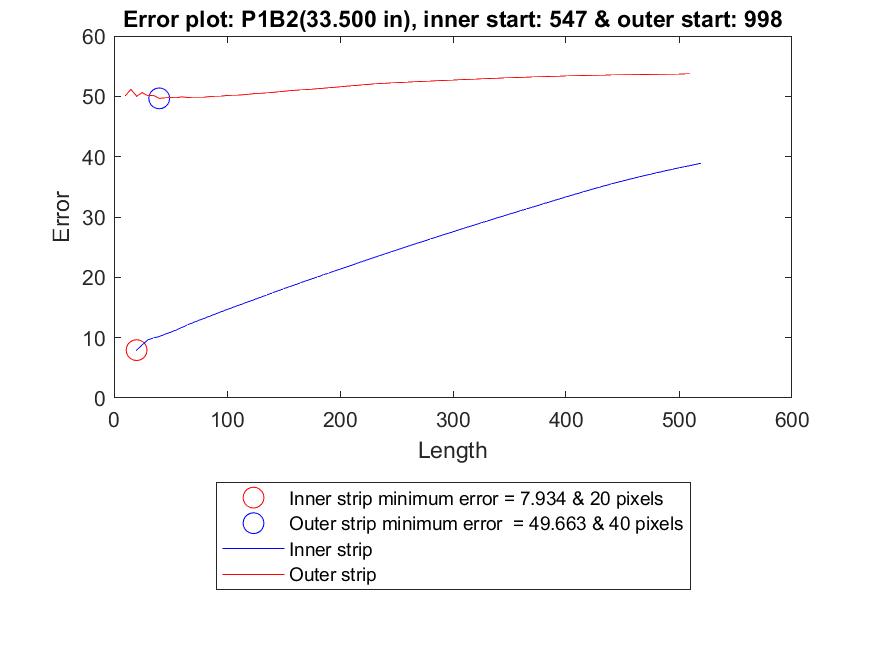 Error plot: P1B2(33.500 in), inner start: 547 & outer start: 998
60
50
40
30
20
10
0
Error
0 100 200 300 400 500 600
Length
Inner strip minimum error = 7.934 & 20 pixels
Outer strip minimum error  = 49.663 & 40 pixels
Inner strip
Outer strip